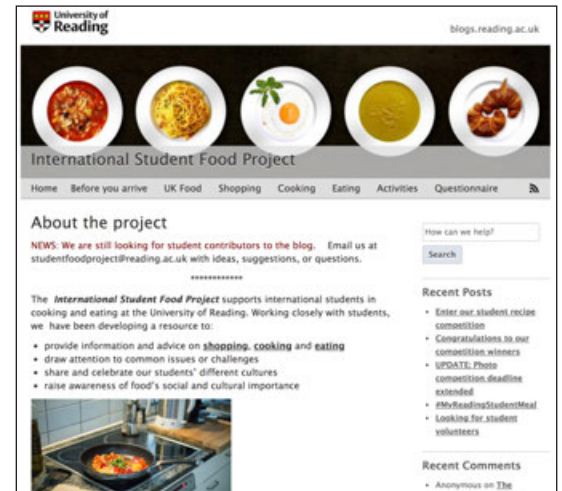 University of
Reading
blogs.reading.ac.uk
International Student Food Project
Home Before you arrive UK Food Shopping Cooking Eating Activities Questionnaire
About the project
NEWS: We are still looking for student contributors to the blog. Email us at
studentfoodproject@reading.ac.uk with ideas, suggestions, or questions.
************
The International Student Food Project supports international students in
cooking and eating at the University of Reading. Working closely with students,
we have been developing a resource to:
• provide information and advice on shopping, cooking and eating
• draw attention to common issues or challenges
• share and celebrate our students' different cultures
• raise awareness of food's social and cultural importance
How can we help?
Search
Recent Posts
• Enter our student recipe
competition
• Congratulations to our
competition winners
• UPDATE: Photo
competition deadline
extended
• #MyReadingStudentMeal
• Looking for student
volunteers
Recent Comments
• Anonymous on The